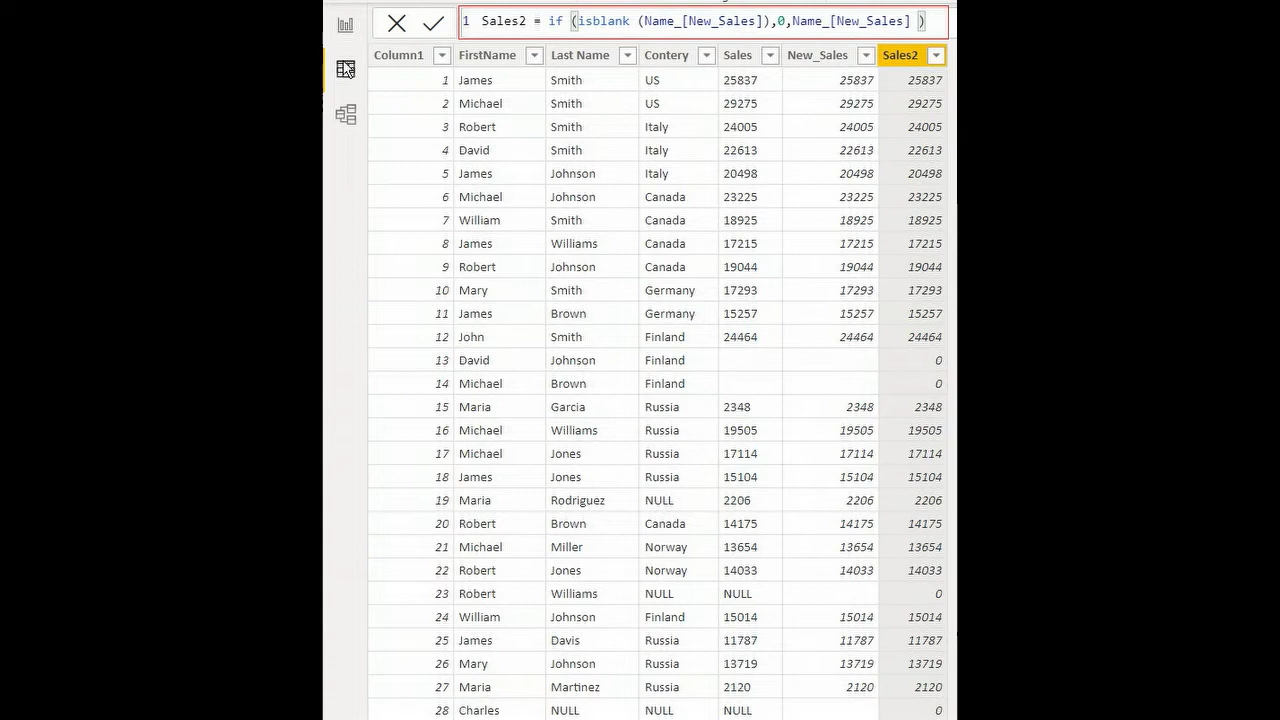 1 Sales2 = if (isblank (Name_[New_Sales]),0,Name_[New_Sales] )
Column1 FirstName Last Name Contery Sales New_Sales Sales2
1 James Smith US 25837 25837 25837
2 Michael Smith US 29275 29275 29275
3 Robert Smith Italy 24005 24005 24005
4 David Smith Italy 22613 22613 22613
5 James Johnson Italy 20498 20498 20498
6 Michael Johnson Canada 23225 23225 23225
7 William Smith Canada 18925 18925 18925
8 James Williams Canada 17215 17215 17215
9 Robert Johnson Canada 19044 19044 19044
10 Mary Smith Germany 17293 17293 17293
11 James Brown Germany 15257 15257 15257
12 John Smith Finland 24464 24464 24464
13 David Johnson Finland 0
14 Michael Brown Finland 0
15 Maria Garcia Russia 2348 2348 2348
16 Michael Williams Russia 19505 19505 19505
17 Michael Jones Russia 17114 17114 17114
18 James Jones Russia 15104 15104 15104
19 Maria Rodriguez NULL 2206 2206 2206
20 Robert Brown Canada 14175 14175 14175
21 Michael Miller Norway 13654 13654 13654
22 Robert Jones Norway 14033 14033 14033
23 Robert Williams NULL NULL 0
24 William Johnson Finland 15014 15014 15014
25 James Davis Russia 11787 11787 11787
26 Mary Johnson Russia 13719 13719 13719
27 Maria Martinez Russia 2120 2120 2120
28 Charles NULL NULL NULL 0